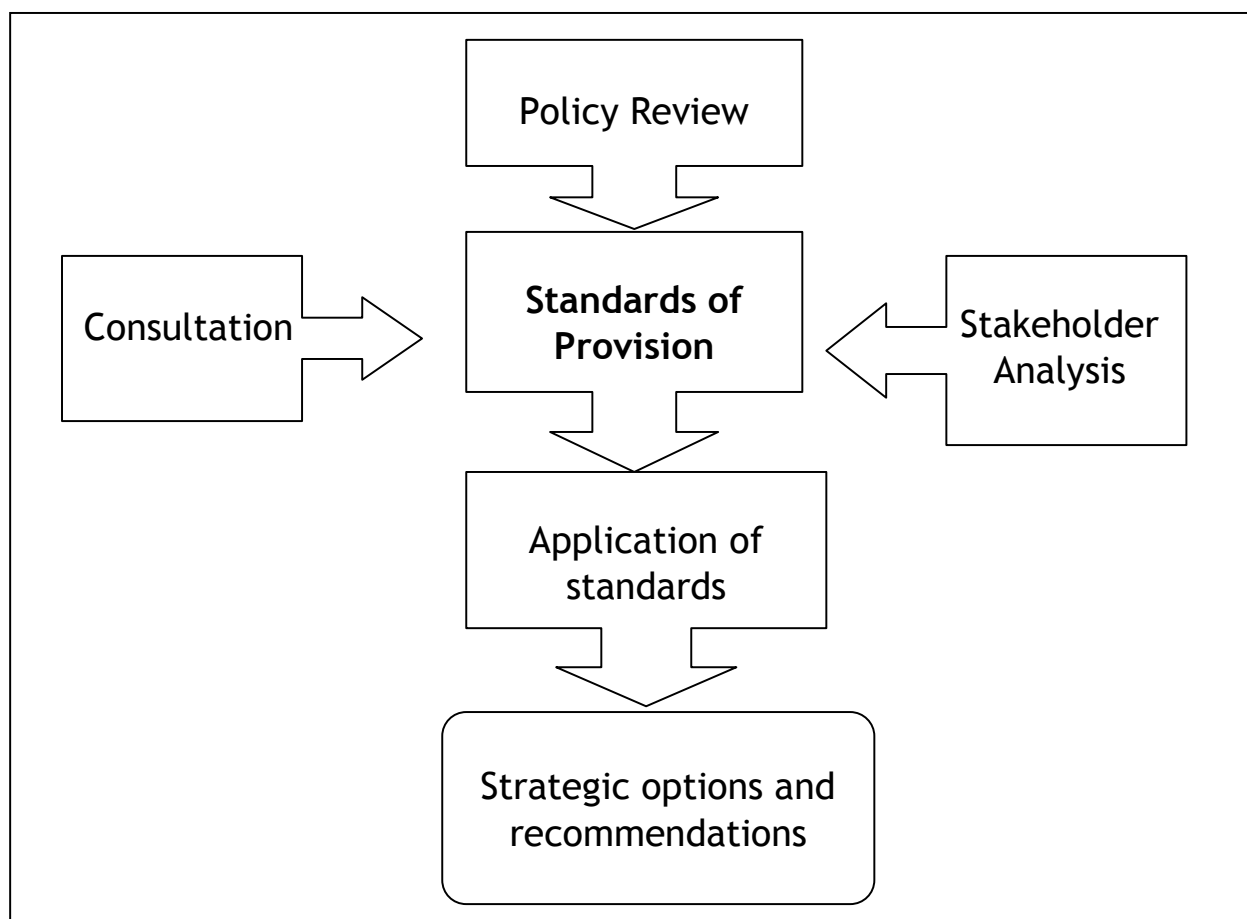 Policy Review
Consultation
Standards of
Provision
Stakeholder
Analysis
Application of
standards
Strategic options and
recommendations